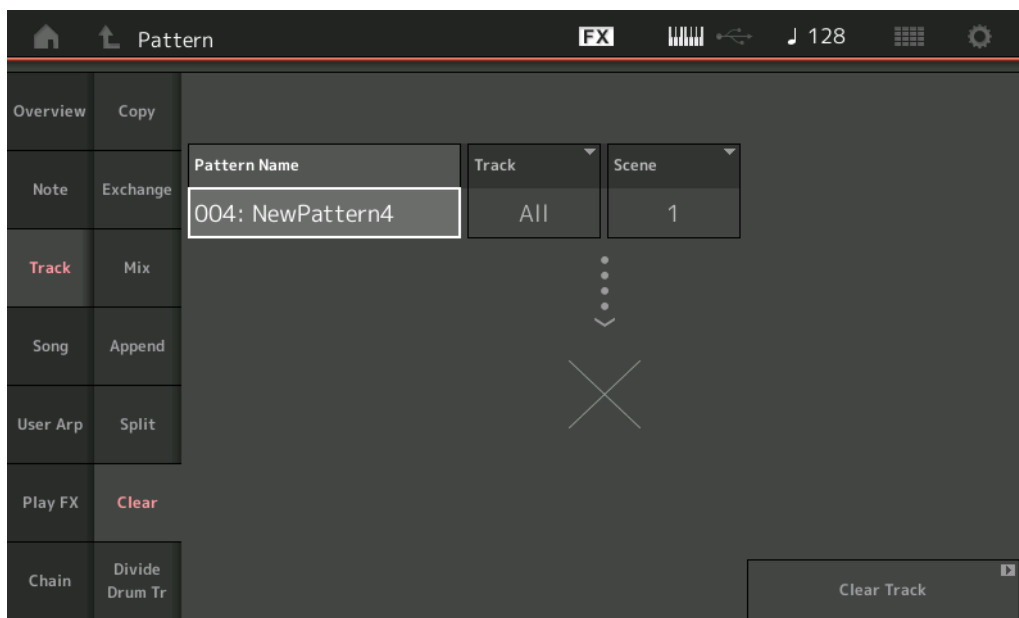 Pattern
FX
128
Overview
Copy
Note
Exchange
Pattern Name
Track
Scene
004: NewPattern4
All
1
Track
Mix
Song
Append
User Arp
Split
Play FX
Clear
Chain
Divide
Drum Tr
Clear Track